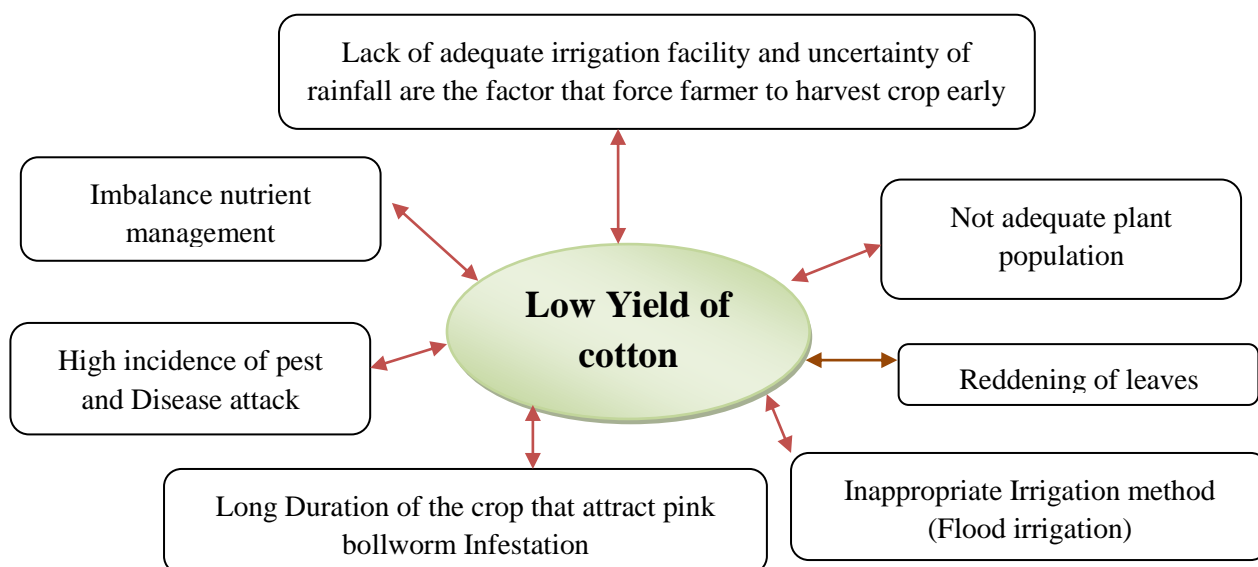 Lack of adequate irrigation facility and uncertainty of
rainfall are the factor that force farmer to harvest crop early
Imbalance nutrient
management
Not adequate plant
population
Low Yield of
cotton
High incidence of pest
and Disease attack
Reddening of leaves
Long Duration of the crop that attract pink
bollworm Infestation
Inappropriate Irrigation method
(Flood irrigation)